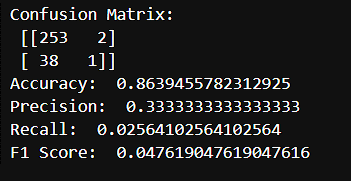 Confusion Matrix:
[[253   2]
[ 38   1]]
Accuracy:  0.8639455782312925
Precision:  0.3333333333333333
Recall:  0.02564102564102564
F1 Score:  0.047619047619047616